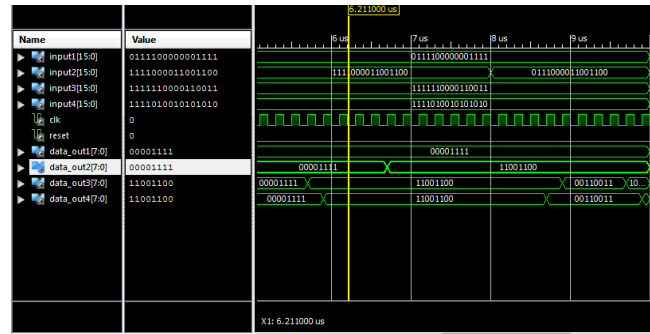 6.211000 us
Name Value 6 us 7 us 8 us 9 us
input1[15:0] 0111100000001111 0111100000001111
input2[15:0] 1111000011001100 1111000011001100 0111000011001100
input3[15:0] 1111110000110011 1111110000110011
input4[15:0] 1111010010101010 1111010010101010
clk 0
reset 0
data_out1[7:0] 00001111 00001111
data_out2[7:0] 00001111 00001111 11001100
data_out3[7:0] 11001100 00001111 11001100 00110011 10...
data_out4[7:0] 11001100 00001111 11001100 00110011
X1: 6.211000 us